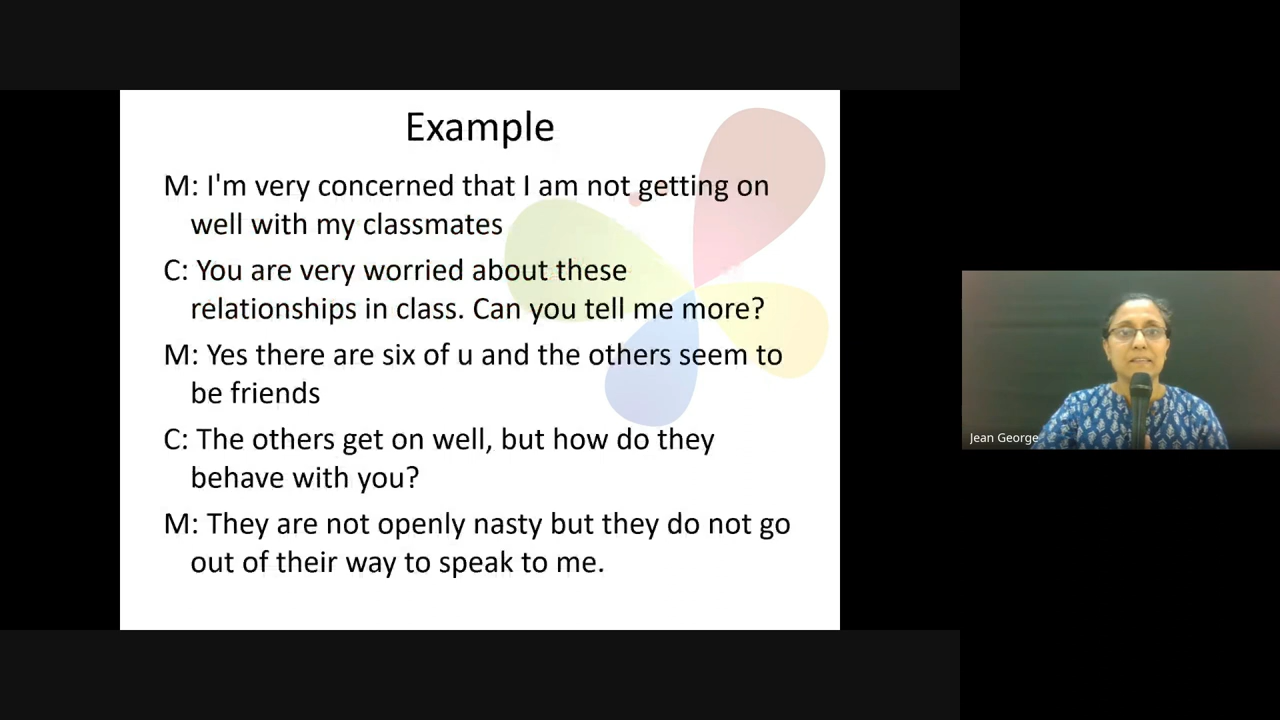 Example
M: I'm very concerned that I am not getting on
well with my classmates
C: You are very worried about these
relationships in class. Can you tell me more?
M: Yes there are six of u and the others seem to
be friends
C: The others get on well, but how do they
behave with you?
M: They are not openly nasty but they do not go
out of their way to speak to me.
Jean George